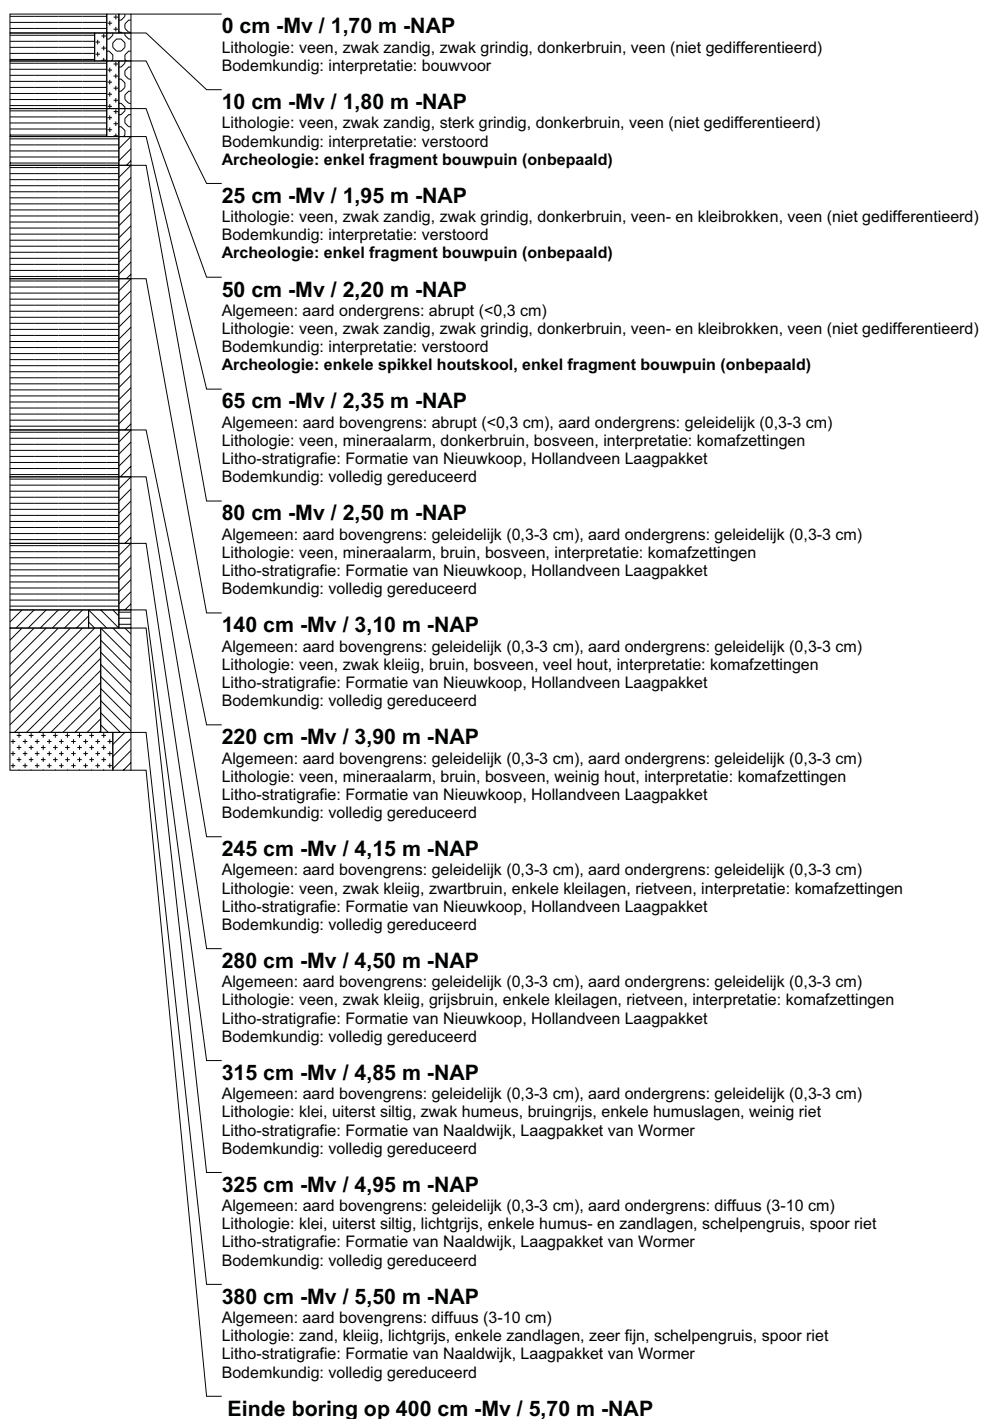 0 cm -Mv / 1,70 m -NAP
Lithologie: veen, zwak zandig, zwak grindig, donkerbruin, veen (niet gedifferentieerd)
Bodemkundig: interpretatie: bouwvoor
10 cm -Mv / 1,80 m -NAP
Lithologie: veen, zwak zandig, sterk grindig, donkerbruin, veen (niet gedifferentieerd)
Bodemkundig: interpretatie: verstoord
Archeologie: enkel fragment bouwpuin (onbepaald)
25 cm -Mv / 1,95 m -NAP
Lithologie: veen, zwak zandig, zwak grindig, donkerbruin, veen- en kleibrokken, veen (niet gedifferentieerd)
Bodemkundig: interpretatie: verstoord
Archeologie: enkel fragment bouwpuin (onbepaald)
50 cm -Mv / 2,20 m -NAP
Algemeen: aard ondergrens: abrupt (<0,3 cm)
Lithologie: veen, zwak zandig, zwak grindig, donkerbruin, veen- en kleibrokken, veen (niet gedifferentieerd)
Bodemkundig: interpretatie: verstoord
Archeologie: enkele spikkel houtskool, enkel fragment bouwpuin (onbepaald)
65 cm -Mv / 2,35 m -NAP
Algemeen: aard bovengrens: abrupt (<0,3 cm), aard ondergrens: geleidelijk (0,3-3 cm)
Lithologie: veen, mineraalarm, donkerbruin, bosveen, interpretatie: komafzettingen
Litho-stratigrafie: Formatie van Nieuwkoop, Hollandveen Laagpakket
Bodemkundig: volledig gereduceerd
80 cm -Mv / 2,50 m -NAP
Algemeen: aard bovengrens: geleidelijk (0,3-3 cm), aard ondergrens: geleidelijk (0,3-3 cm)
Lithologie: veen, mineraalarm, bruin, bosveen, interpretatie: komafzettingen
Litho-stratigrafie: Formatie van Nieuwkoop, Hollandveen Laagpakket
Bodemkundig: volledig gereduceerd
140 cm -Mv / 3,10 m -NAP
Algemeen: aard bovengrens: geleidelijk (0,3-3 cm), aard ondergrens: geleidelijk (0,3-3 cm)
Lithologie: veen, zwak kleiig, bruin, bosveen, veel hout, interpretatie: komafzettingen
Litho-stratigrafie: Formatie van Nieuwkoop, Hollandveen Laagpakket
Bodemkundig: volledig gereduceerd
220 cm -Mv / 3,90 m -NAP
Algemeen: aard bovengrens: geleidelijk (0,3-3 cm), aard ondergrens: geleidelijk (0,3-3 cm)
Lithologie: veen, mineraalarm, bruin, bosveen, weinig hout, interpretatie: komafzettingen
Litho-stratigrafie: Formatie van Nieuwkoop, Hollandveen Laagpakket
Bodemkundig: volledig gereduceerd
245 cm -Mv / 4,15 m -NAP
Algemeen: aard bovengrens: geleidelijk (0,3-3 cm), aard ondergrens: geleidelijk (0,3-3 cm)
Lithologie: veen, zwak kleiig, zwartbruin, enkele kleilagen, rietveen, interpretatie: komafzettingen
Litho-stratigrafie: Formatie van Nieuwkoop, Hollandveen Laagpakket
Bodemkundig: volledig gereduceerd
280 cm -Mv / 4,50 m -NAP
Algemeen: aard bovengrens: geleidelijk (0,3-3 cm), aard ondergrens: geleidelijk (0,3-3 cm)
Lithologie: veen, zwak kleiig, grijsbruin, enkele kleilagen, rietveen, interpretatie: komafzettingen
Litho-stratigrafie: Formatie van Nieuwkoop, Hollandveen Laagpakket
Bodemkundig: volledig gereduceerd
315 cm -Mv / 4,85 m -NAP
Algemeen: aard bovengrens: geleidelijk (0,3-3 cm), aard ondergrens: geleidelijk (0,3-3 cm)
Lithologie: klei, uiterst siltig, zwak humeus, bruingrijs, enkele humuslagen, weinig riet
Litho-stratigrafie: Formatie van Naaldwijk, Laagpakket van Wormer
Bodemkundig: volledig gereduceerd
325 cm -Mv / 4,95 m -NAP
Algemeen: aard bovengrens: geleidelijk (0,3-3 cm), aard ondergrens: diffuus (3-10 cm)
Lithologie: klei, uiterst siltig, lichtgrijs, enkele humus- en zandlagen, schelpengruis, spoor riet
Litho-stratigrafie: Formatie van Naaldwijk, Laagpakket van Wormer
Bodemkundig: volledig gereduceerd
380 cm -Mv / 5,50 m -NAP
Algemeen: aard bovengrens: diffuus (3-10 cm)
Lithologie: zand, kleiig, lichtgrijs, enkele zandlagen, zeer fijn, schelpengruis, spoor riet
Litho-stratigrafie: Formatie van Naaldwijk, Laagpakket van Wormer
Bodemkundig: volledig gereduceerd
Einde boring op 400 cm -Mv / 5,70 m -NAP